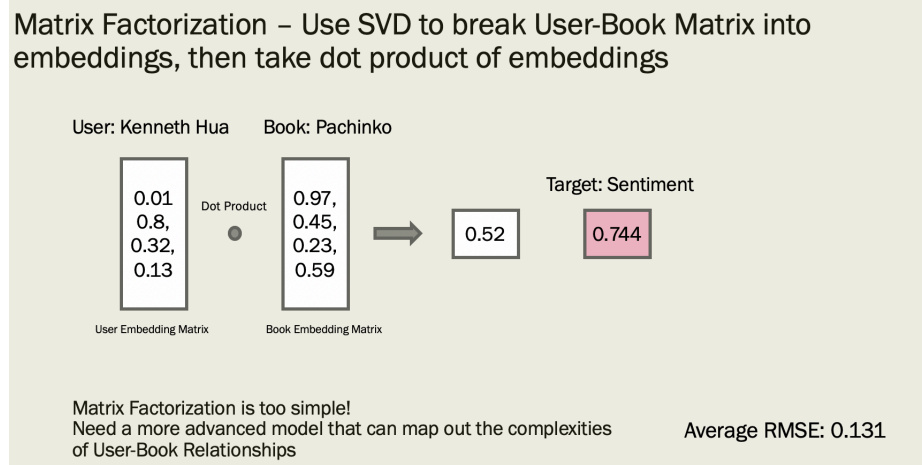 Matrix Factorization – Use SVD to break User-Book Matrix into
embeddings, then take dot product of embeddings
User: Kenneth Hua
Book: Pachinko
0.01
0.8,
0.32,
0.13
Dot Product
0.97,
0.45,
0.23,
0.59
0.52
Target: Sentiment
0.744
User Embedding Matrix
Book Embedding Matrix
Matrix Factorization is too simple!
Need a more advanced model that can map out the complexities
of User-Book Relationships
Average RMSE: 0.131